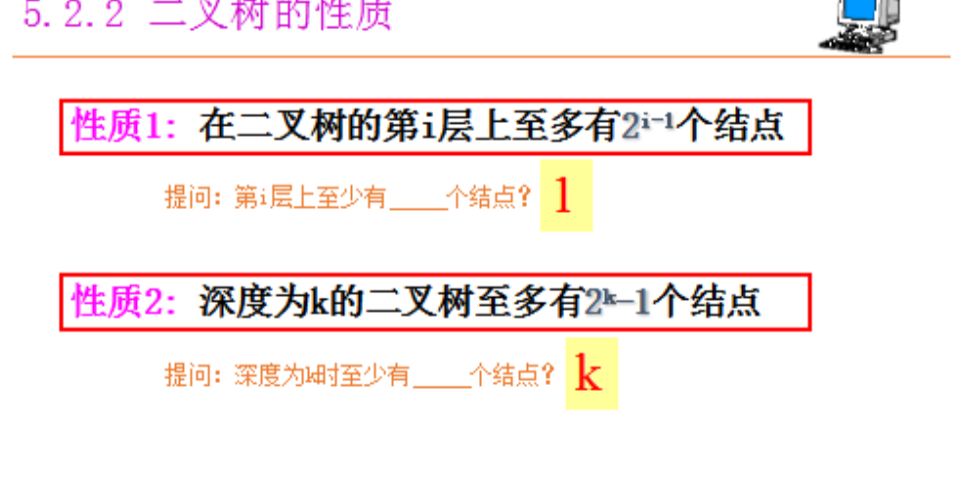 5.2.2 二叉树的性质
性质1: 在二叉树的第i层上至多有2ⁱ⁻¹个结点
提问: 第i层上至少有_____个结点? 1
性质2: 深度为k的二叉树至多有2ᵏ-1个结点
提问: 深度为k时至少有_____个结点? k